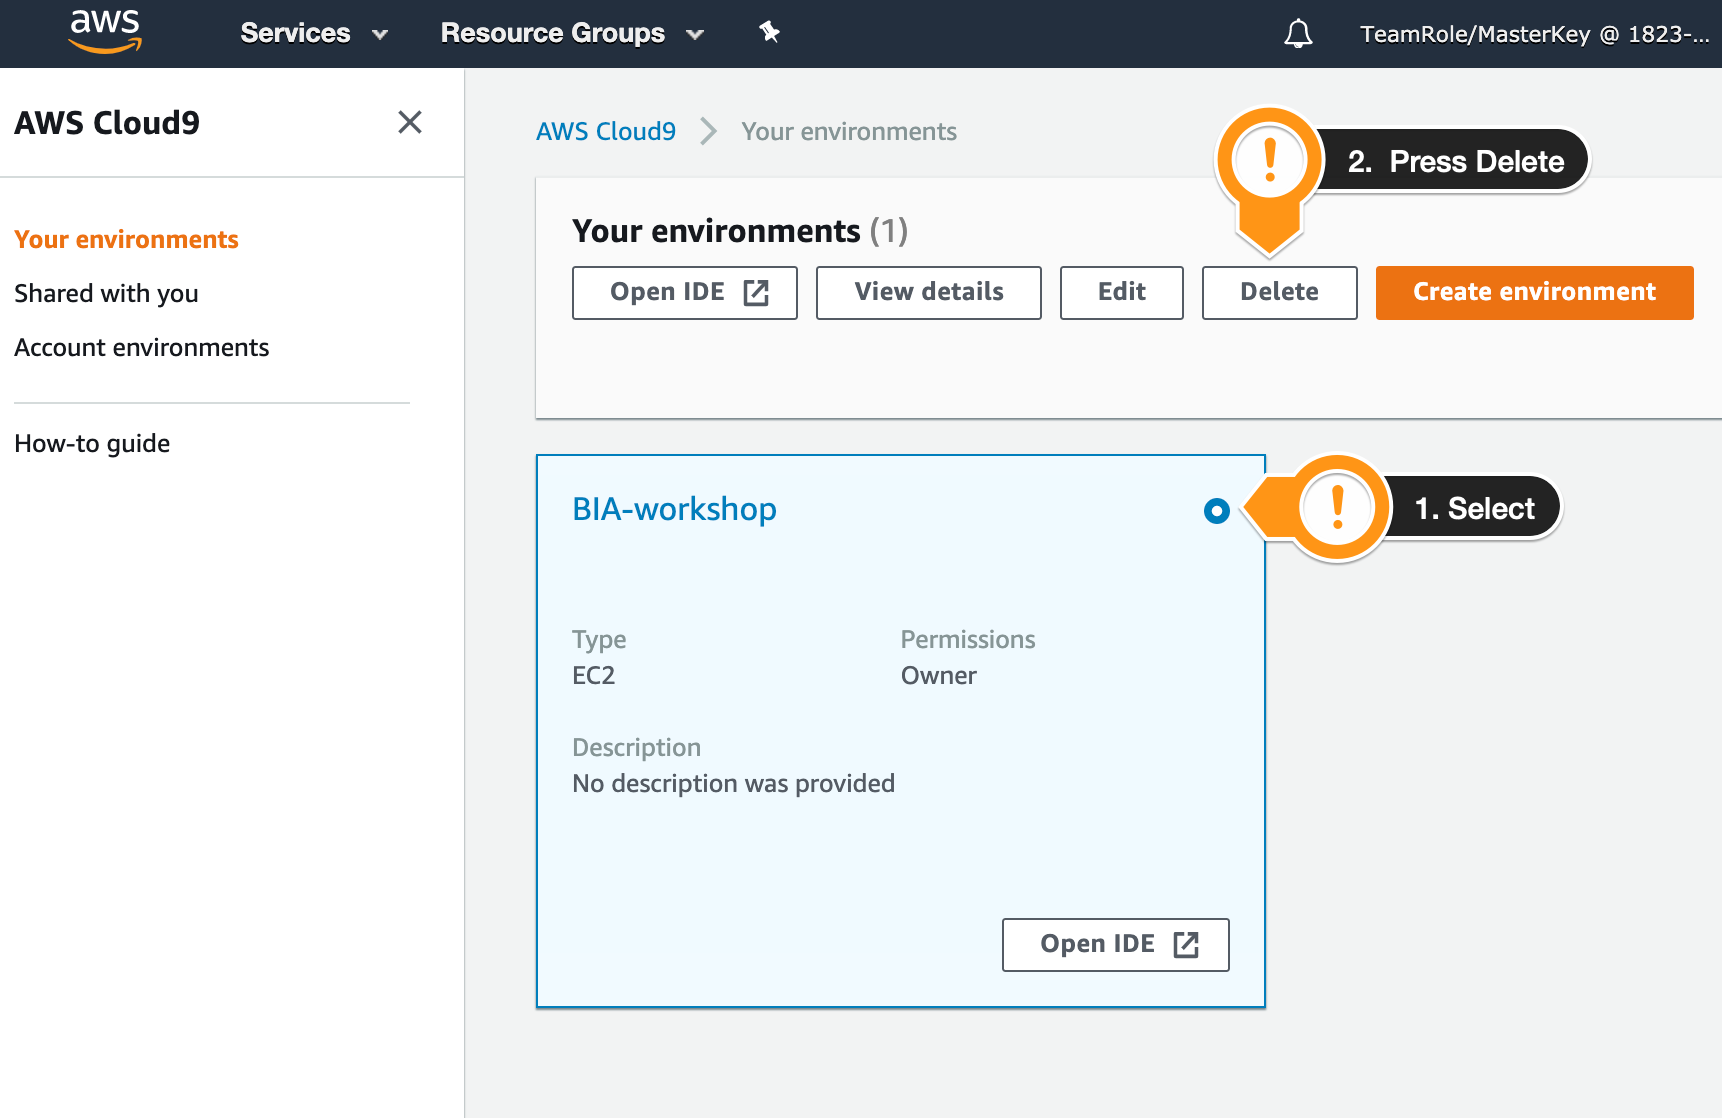 aws Services Resource Groups TeamRole/MasterKey @ 1823-...
AWS Cloud9
Your environments
Shared with you
Account environments
How-to guide
AWS Cloud9 Your environments
! 2. Press Delete
Your environments (1)
Open IDE View details Edit Delete Create environment
BIA-workshop
! 1. Select
Type Permissions
EC2 Owner
Description
No description was provided
Open IDE